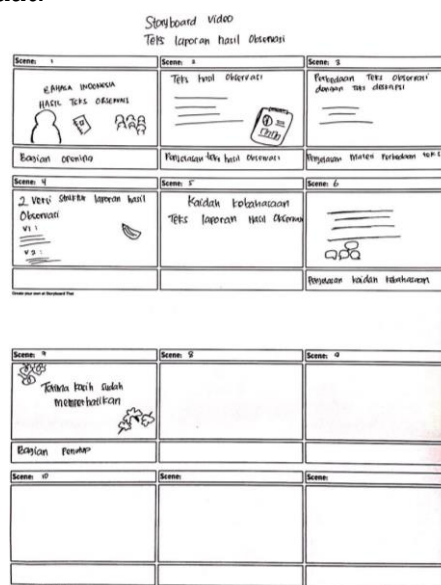 Storyboard Video
Teks laporan hasil Observasi
Scene: 1
BAHASA INDONESIA
HASIL TEKS OBSERVASI
Bagian opening
Scene: 2
Teks hasil observasi
Penjelasan teks hasil observasi
Scene: 3
Perbedaan Teks observasi
dengan teks deskripsi
Penjelasan materi Perbedaan teks
Scene: 4
2 versi struktur laporan hasil
Observasi
V1 :
V2 :
Scene: 5
Kaidah kebahasaan
Teks laporan Hasil Observasi
Scene: 6
Penjelasan kaidah kebahasaan
Create your own at Storyboard That
Scene:
Terima kasih sudah
memperhatikan
Bagian Penutup
Scene: 8
Scene: 9
Scene: 10
Scene:
Scene: